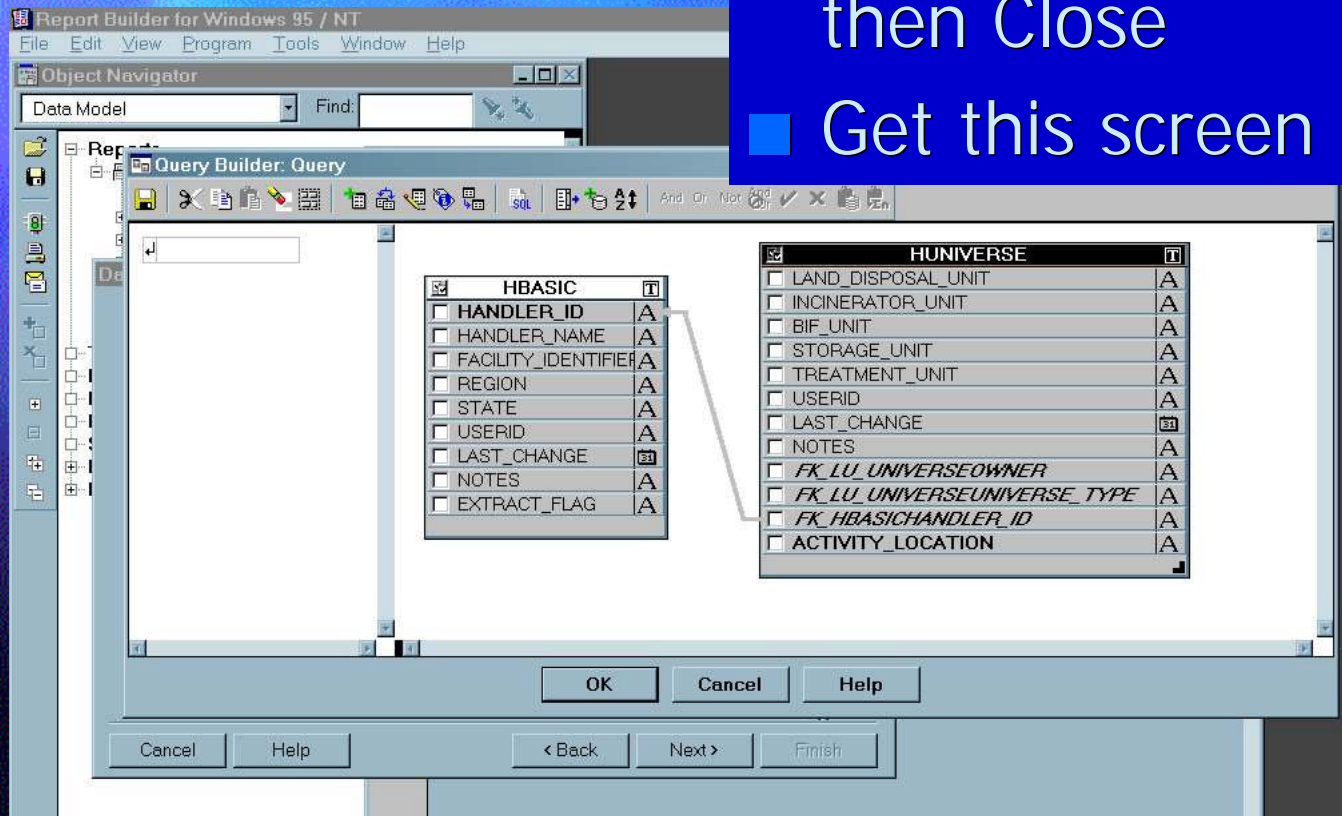 then Close
Get this screen
Report Builder for Windows 95 / NT
File Edit View Program Tools Window Help
Object Navigator
Data Model Find:
Query Builder: Query
SQL And Or Not
HBASIC
HANDLER_ID
HANDLER_NAME
FACILITY_IDENTIFIER
REGION
STATE
USERID
LAST_CHANGE
NOTES
EXTRACT_FLAG
HUNIVERSE
LAND_DISPOSAL_UNIT
INCINERATOR_UNIT
BIF_UNIT
STORAGE_UNIT
TREATMENT_UNIT
USERID
LAST_CHANGE
NOTES
FK_LU_UNIVERSEOWNER
FK_LU_UNIVERSEUNIVERSE_TYPE
FK_HBASICHANDLER_ID
ACTIVITY_LOCATION
OK Cancel Help
Cancel Help < Back Next > Finish